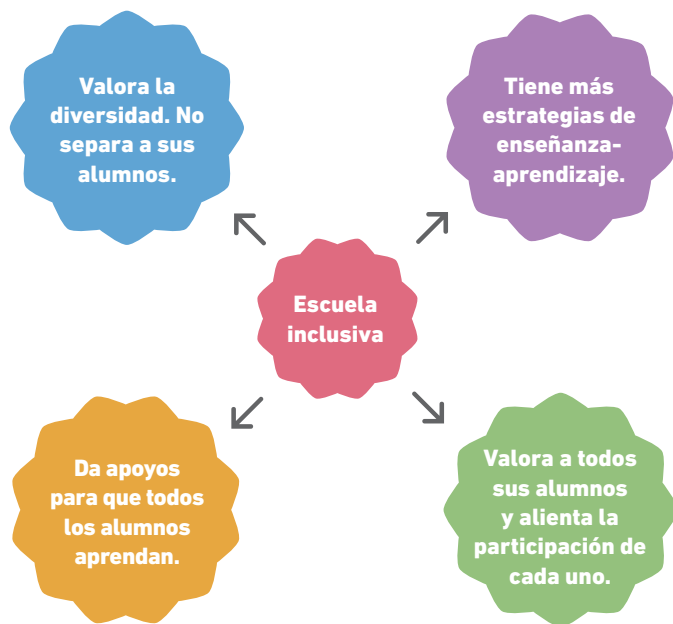 Valora la
diversidad. No
separa a sus
alumnos.
Tiene más
estrategias de
enseñanza-
aprendizaje.
Escuela
inclusiva
Da apoyos
para que todos
los alumnos
aprendan.
Valora a todos
sus alumnos
y alienta la
participación de
cada uno.